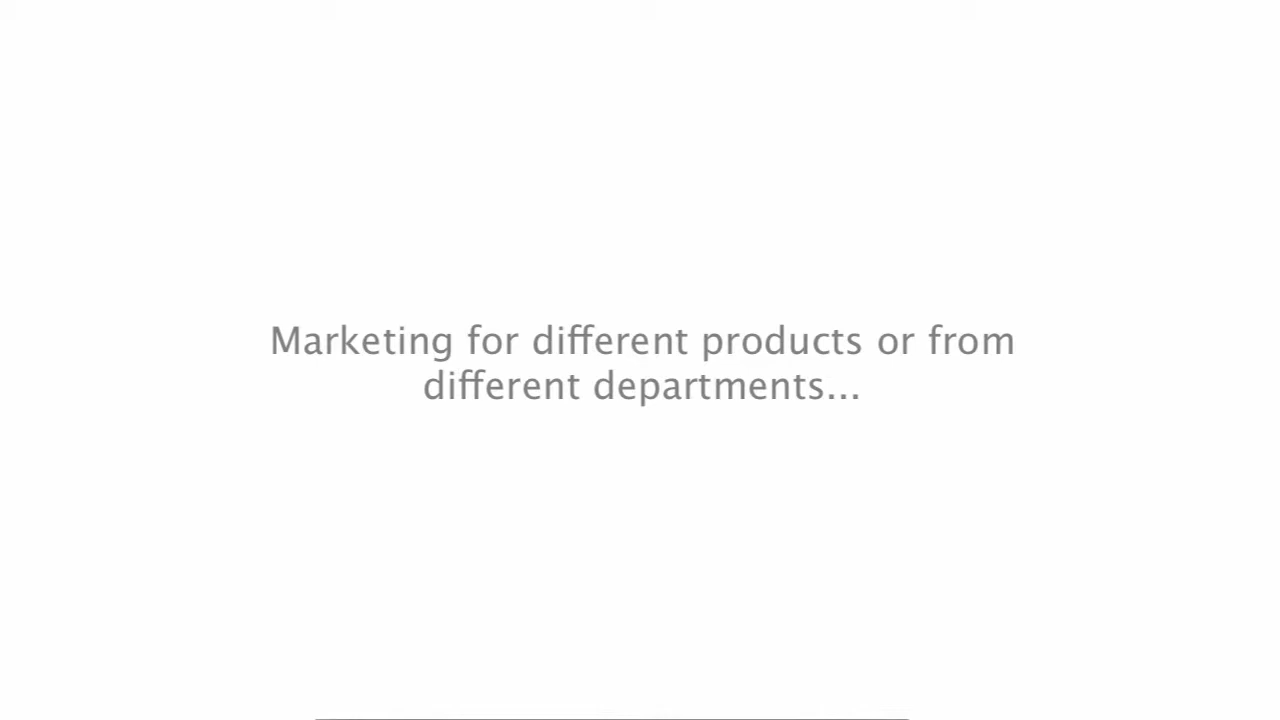 Marketing for different products or from
different departments...